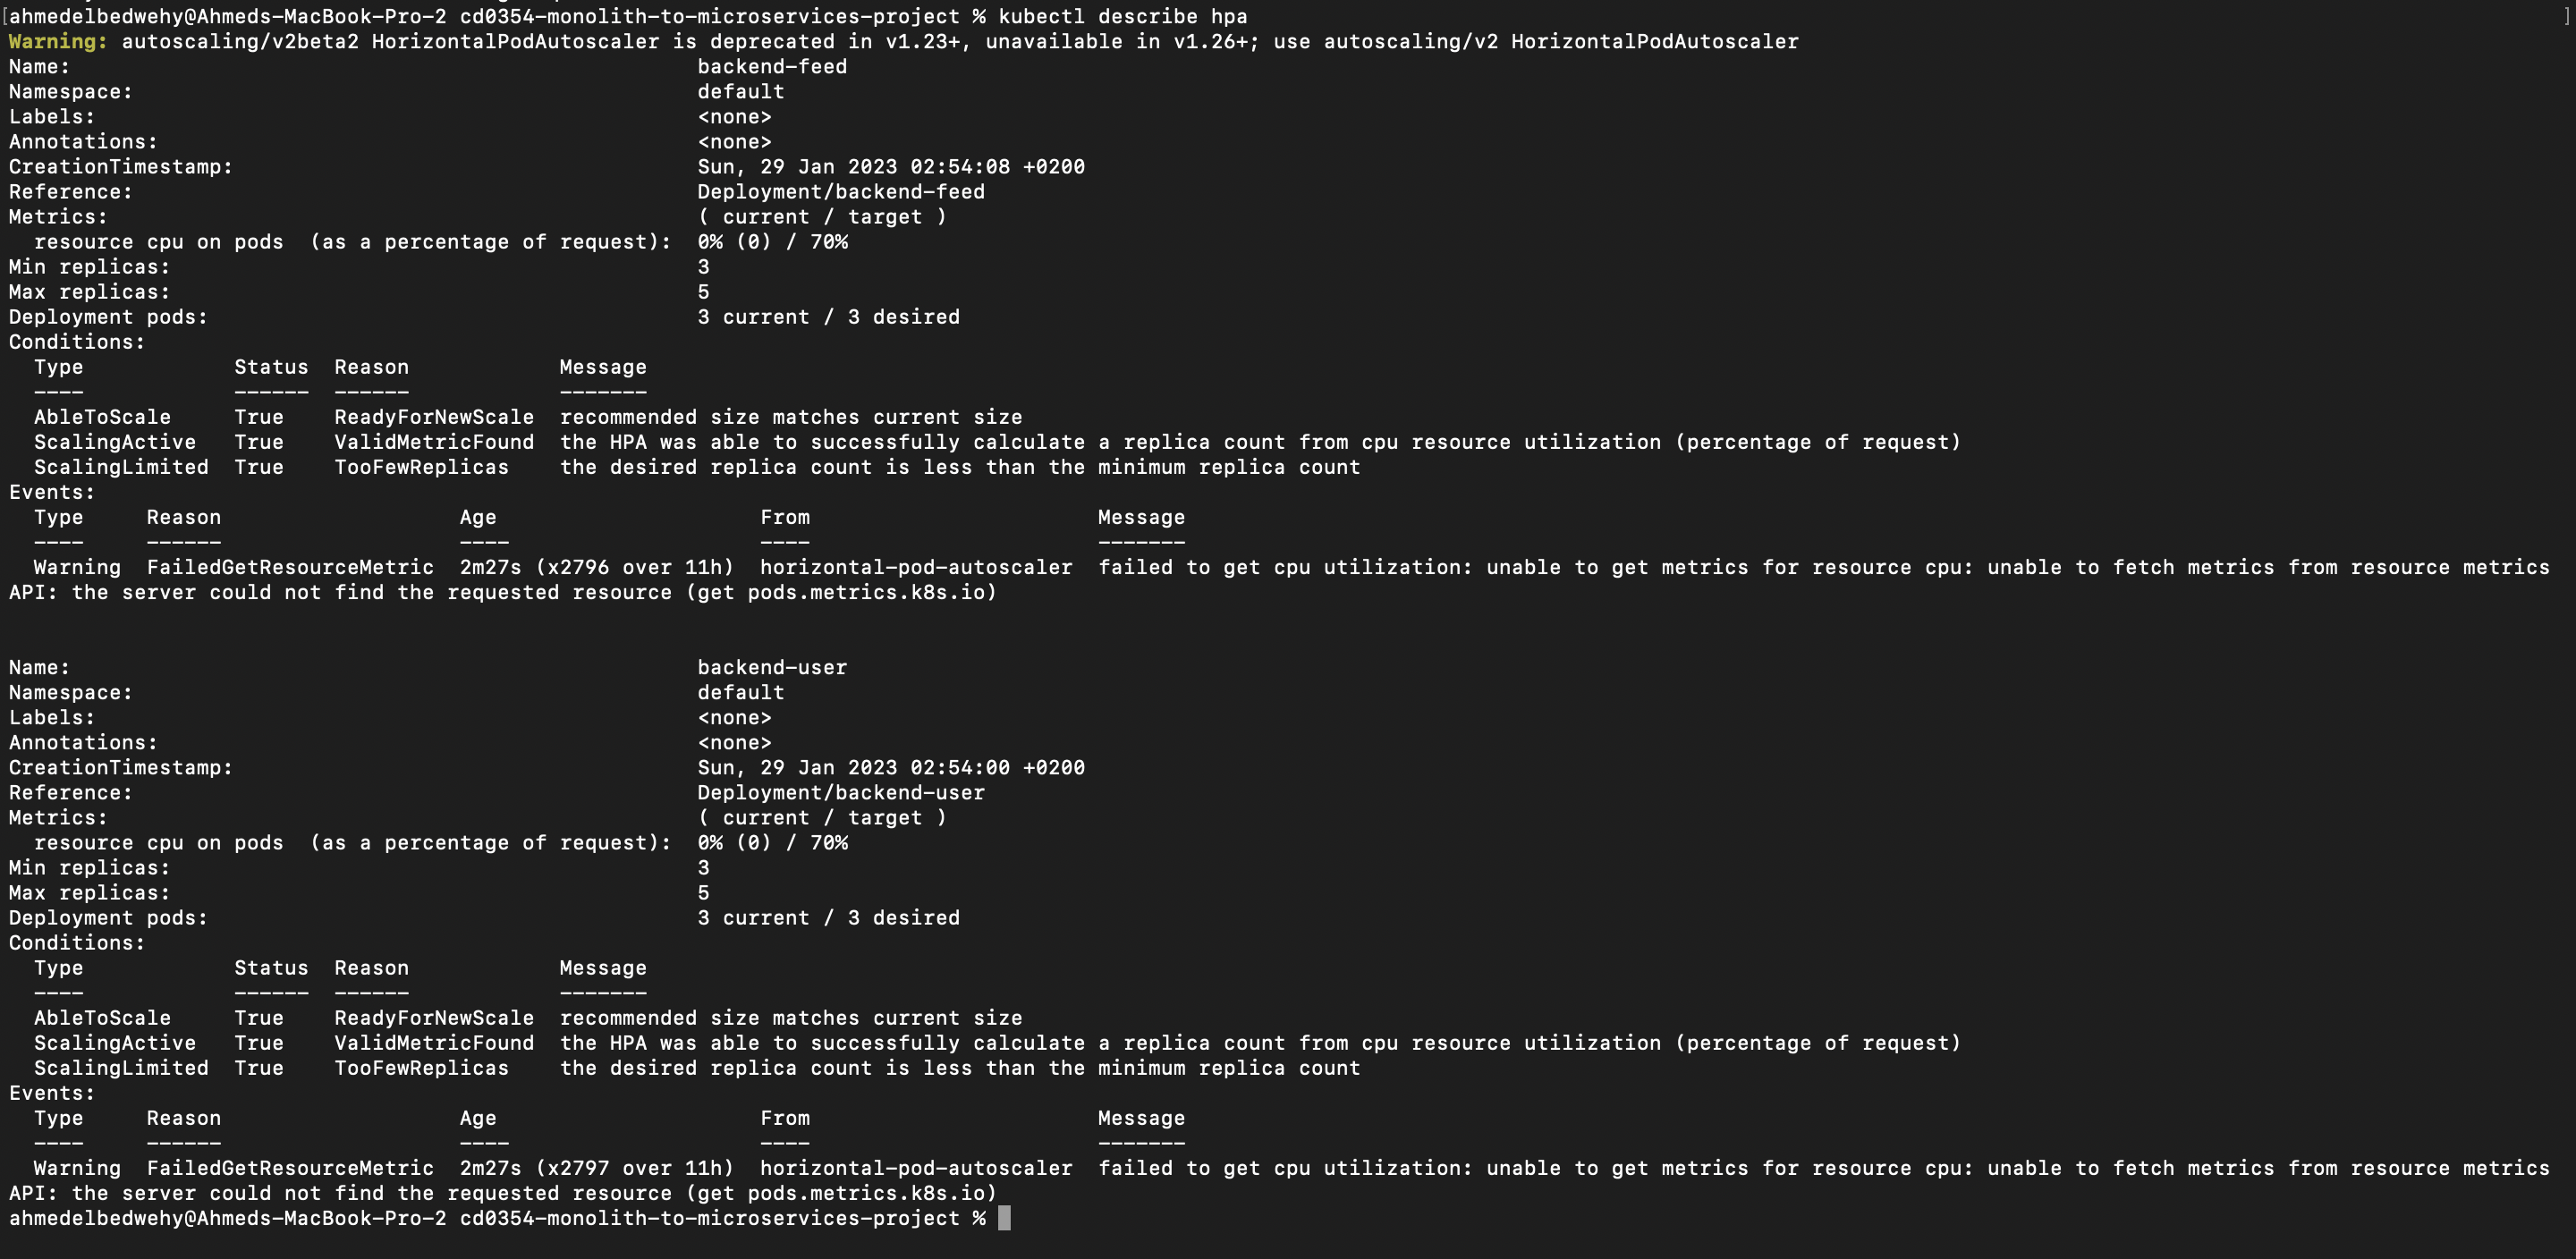 [ahmedelbedwehy@Ahmeds-MacBook-Pro-2 cd0354-monolith-to-microservices-project % kubectl describe hpa ]
Warning: autoscaling/v2beta2 HorizontalPodAutoscaler is deprecated in v1.23+, unavailable in v1.26+; use autoscaling/v2 HorizontalPodAutoscaler
Name: backend-feed
Namespace: default
Labels: <none>
Annotations: <none>
CreationTimestamp: Sun, 29 Jan 2023 02:54:08 +0200
Reference: Deployment/backend-feed
Metrics: ( current / target )
resource cpu on pods (as a percentage of request): 0% (0) / 70%
Min replicas: 3
Max replicas: 5
Deployment pods: 3 current / 3 desired
Conditions:
Type Status Reason Message
---- ------ ------ -------
AbleToScale True ReadyForNewScale recommended size matches current size
ScalingActive True ValidMetricFound the HPA was able to successfully calculate a replica count from cpu resource utilization (percentage of request)
ScalingLimited True TooFewReplicas the desired replica count is less than the minimum replica count
Events:
Type Reason Age From Message
---- ------ ---- ---- -------
Warning FailedGetResourceMetric 2m27s (x2796 over 11h) horizontal-pod-autoscaler failed to get cpu utilization: unable to get metrics for resource cpu: unable to fetch metrics from resource metrics
API: the server could not find the requested resource (get pods.metrics.k8s.io)
Name: backend-user
Namespace: default
Labels: <none>
Annotations: <none>
CreationTimestamp: Sun, 29 Jan 2023 02:54:00 +0200
Reference: Deployment/backend-user
Metrics: ( current / target )
resource cpu on pods (as a percentage of request): 0% (0) / 70%
Min replicas: 3
Max replicas: 5
Deployment pods: 3 current / 3 desired
Conditions:
Type Status Reason Message
---- ------ ------ -------
AbleToScale True ReadyForNewScale recommended size matches current size
ScalingActive True ValidMetricFound the HPA was able to successfully calculate a replica count from cpu resource utilization (percentage of request)
ScalingLimited True TooFewReplicas the desired replica count is less than the minimum replica count
Events:
Type Reason Age From Message
---- ------ ---- ---- -------
Warning FailedGetResourceMetric 2m27s (x2797 over 11h) horizontal-pod-autoscaler failed to get cpu utilization: unable to get metrics for resource cpu: unable to fetch metrics from resource metrics
API: the server could not find the requested resource (get pods.metrics.k8s.io)
ahmedelbedwehy@Ahmeds-MacBook-Pro-2 cd0354-monolith-to-microservices-project %